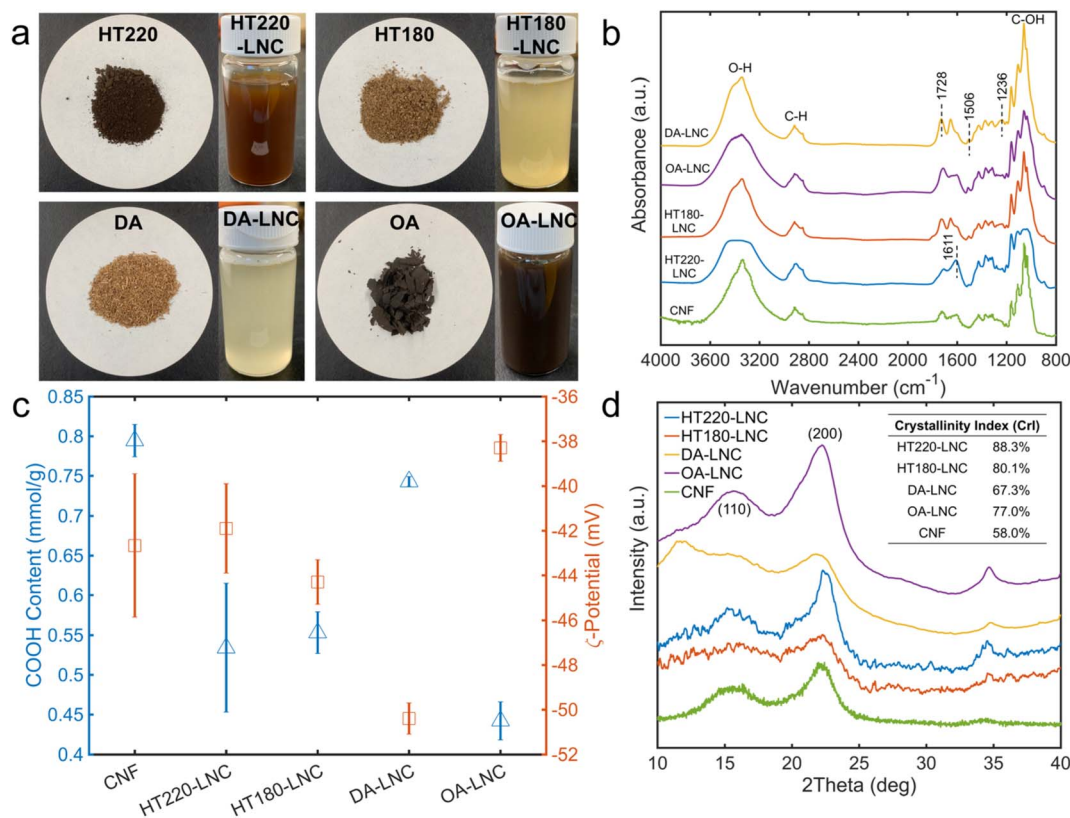 a
HT220
HT220
-LNC
HT180
HT180
-LNC
DA
DA-LNC
OA
OA-LNC
b
Absorbance (a.u.)
O-H
C-H
C-OH
1728
1506
1236
1611
DA-LNC
OA-LNC
HT180-
LNC
HT220-
LNC
CNF
4000 3600 3200 2800 2400 2000 1600 1200 800
Wavenumber (cm⁻¹)
c
COOH Content (mmol/g)
0.85
0.8
0.75
0.7
0.65
0.6
0.55
0.5
0.45
0.4
-36
-38
-40
-42
-44
-46
-48
-50
-52
ζ-Potential (mV)
CNF HT220-LNC HT180-LNC DA-LNC OA-LNC
d
Intensity (a.u.)
HT220-LNC
HT180-LNC
DA-LNC
OA-LNC
CNF
(110)
(200)
Crystallinity Index (CrI)
HT220-LNC 88.3%
HT180-LNC 80.1%
DA-LNC 67.3%
OA-LNC 77.0%
CNF 58.0%
10 15 20 25 30 35 40
2Theta (deg)